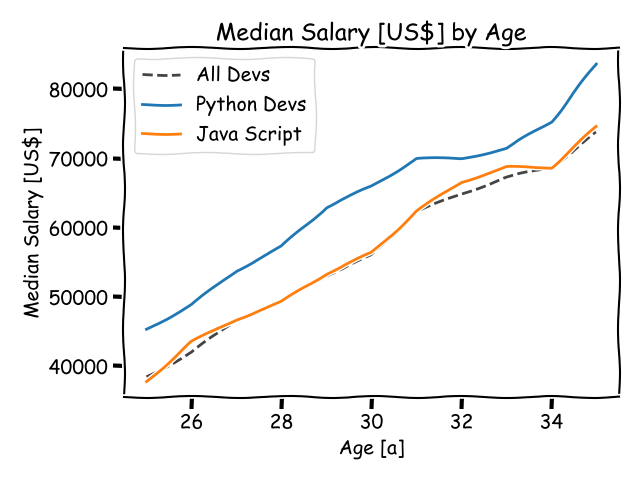 Median Salary [US$] by Age
All Devs
Python Devs
Java Script
Median Salary [US$]
80000
70000
60000
50000
40000
26 28 30 32 34
Age [a]